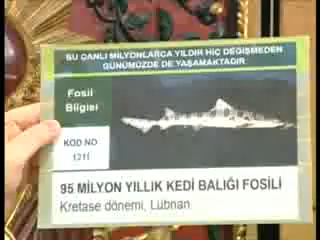 BU CANLI MİLYONLARCA YILDIR HİÇ DEĞİŞMEDEN
GÜNÜMÜZDE DE YAŞAMAKTADIR
Fosil
Bilgisi
KOD NO
1211
95 MİLYON YILLIK KEDİ BALIĞI FOSİLİ
Kretase dönemi, Lübnan